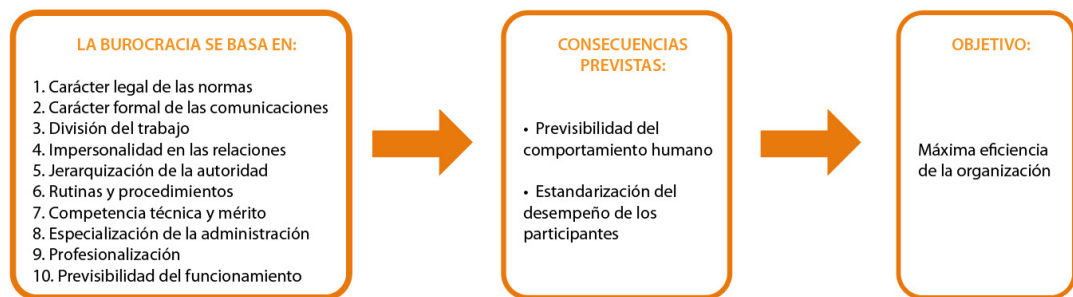 LA BUROCRACIA SE BASA EN:
1. Carácter legal de las normas
2. Carácter formal de las comunicaciones
3. División del trabajo
4. Impersonalidad en las relaciones
5. Jerarquización de la autoridad
6. Rutinas y procedimientos
7. Competencia técnica y mérito
8. Especialización de la administración
9. Profesionalización
10. Previsibilidad del funcionamiento
CONSECUENCIAS
PREVISTAS:
• Previsibilidad del
comportamiento humano
• Estandarización del
desempeño de los
participantes
OBJETIVO:
Máxima eficiencia
de la organización